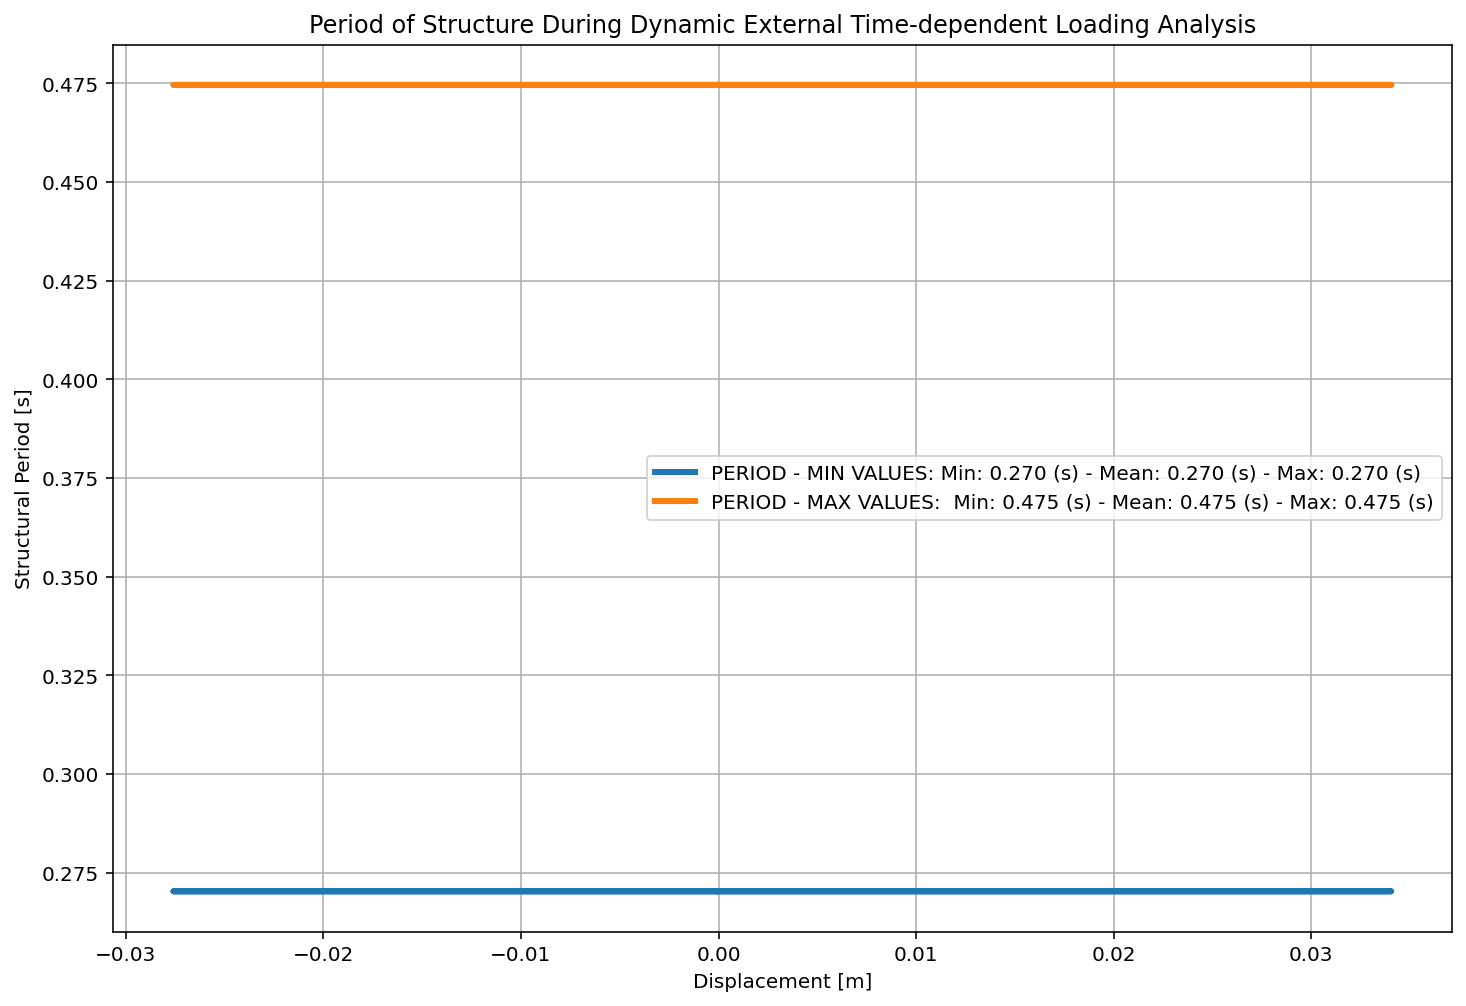 Period of Structure During Dynamic External Time-dependent Loading Analysis
0.475
0.450
0.425
0.400
0.375
0.350
0.325
0.300
0.275
Structural Period [s]
PERIOD - MIN VALUES: Min: 0.270 (s) - Mean: 0.270 (s) - Max: 0.270 (s)
PERIOD - MAX VALUES:  Min: 0.475 (s) - Mean: 0.475 (s) - Max: 0.475 (s)
−0.03 −0.02 −0.01 0.00 0.01 0.02 0.03
Displacement [m]